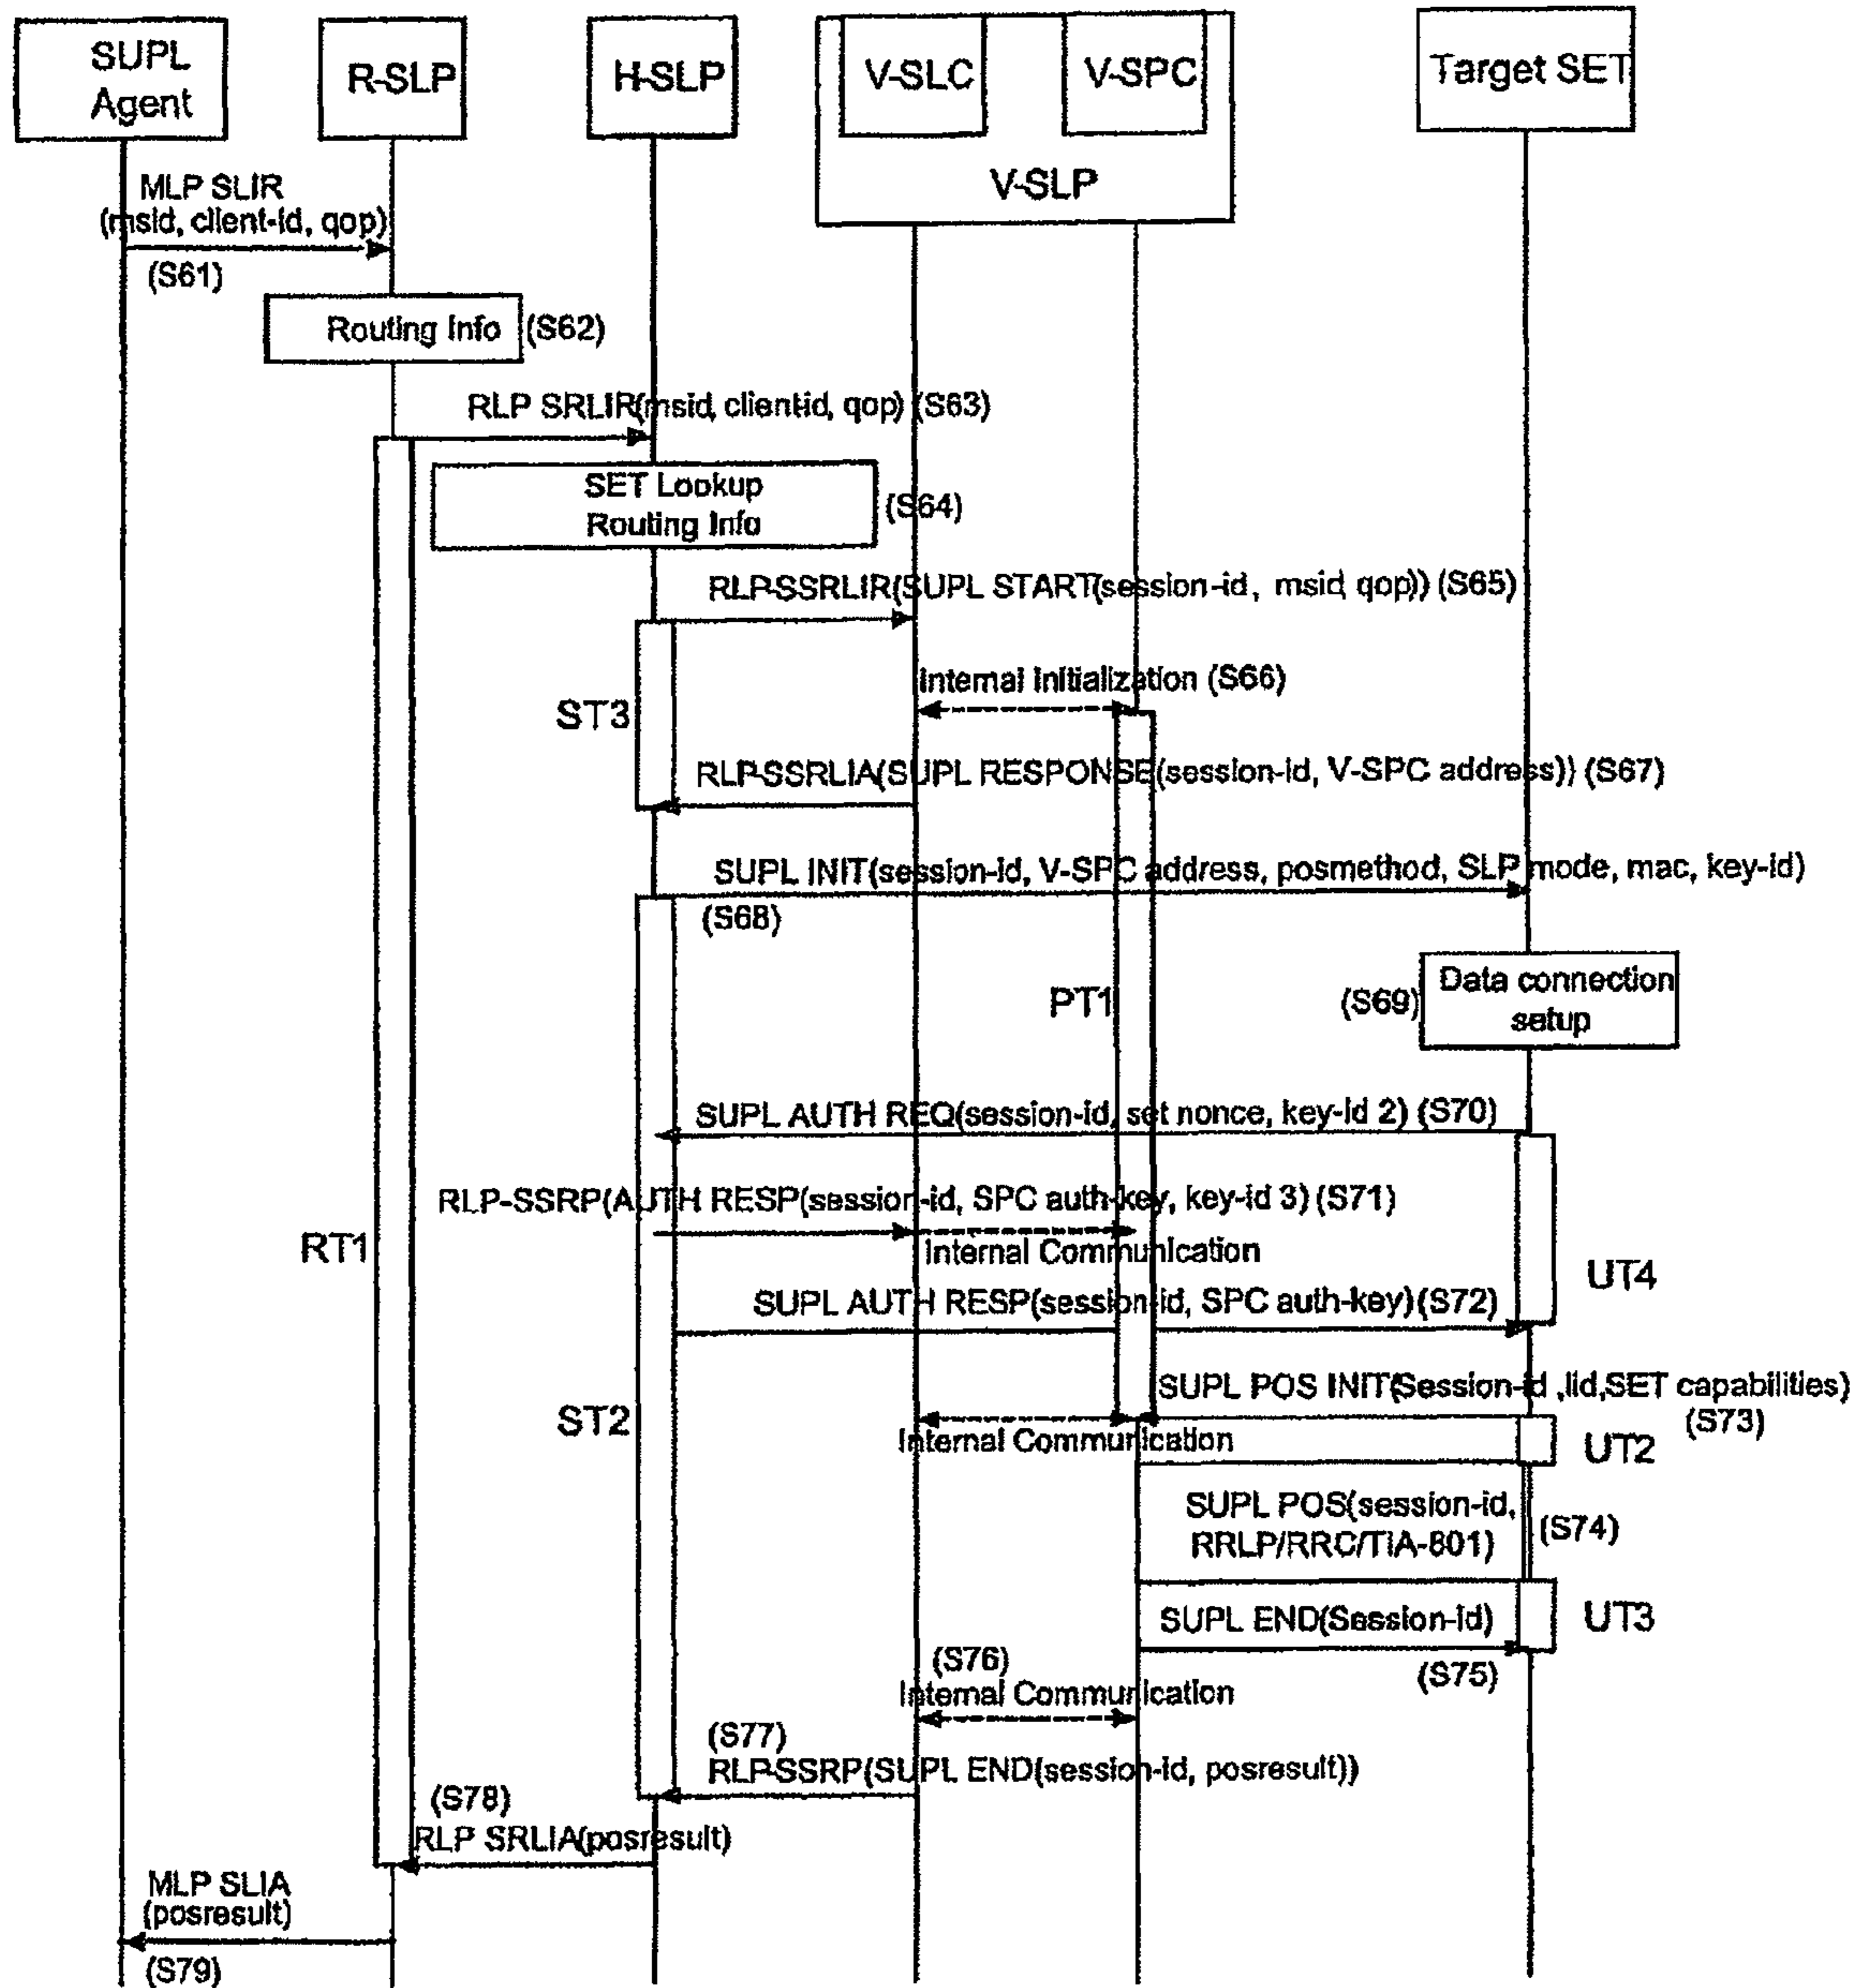 SUPL
Agent
R-SLP
H-SLP
V-SLC
V-SPC
V-SLP
Target SET
MLP SLIR
(msid, client-id, qop)
(S61)
Routing Info
(S62)
RLP SRLIR(msid, clientid, qop) (S63)
SET Lookup
Routing Info
(S64)
RLP-SSRLIR(SUPL START(session-id, msid qop)) (S65)
Internal Initialization (S66)
ST3
RLP-SSRLIA(SUPL RESPONSE(session-id, V-SPC address)) (S67)
SUPL INIT(session-id, V-SPC address, posmethod, SLP mode, mac, key-id)
(S68)
PT1
(S69)
Data connection
setup
SUPL AUTH REQ(session-id, set nonce, key-id 2) (S70)
RLP-SSRP(AUTH RESP(session-id, SPC auth-key, key-id 3) (S71)
Internal Communication
RT1
UT4
SUPL AUTH RESP(session-id, SPC auth-key) (S72)
SUPL POS INIT(Session-id ,lid,SET capabilities)
(S73)
ST2
Internal Communication
UT2
SUPL POS(session-id,
RRLP/RRC/TIA-801)
(S74)
SUPL END(Session-id)
UT3
(S75)
(S76)
Internal Communication
(S77)
RLP-SSRP(SUPL END(session-id, posresult))
(S78)
RLP SRLIA(posresult)
MLP SLIA
(posresult)
(S79)